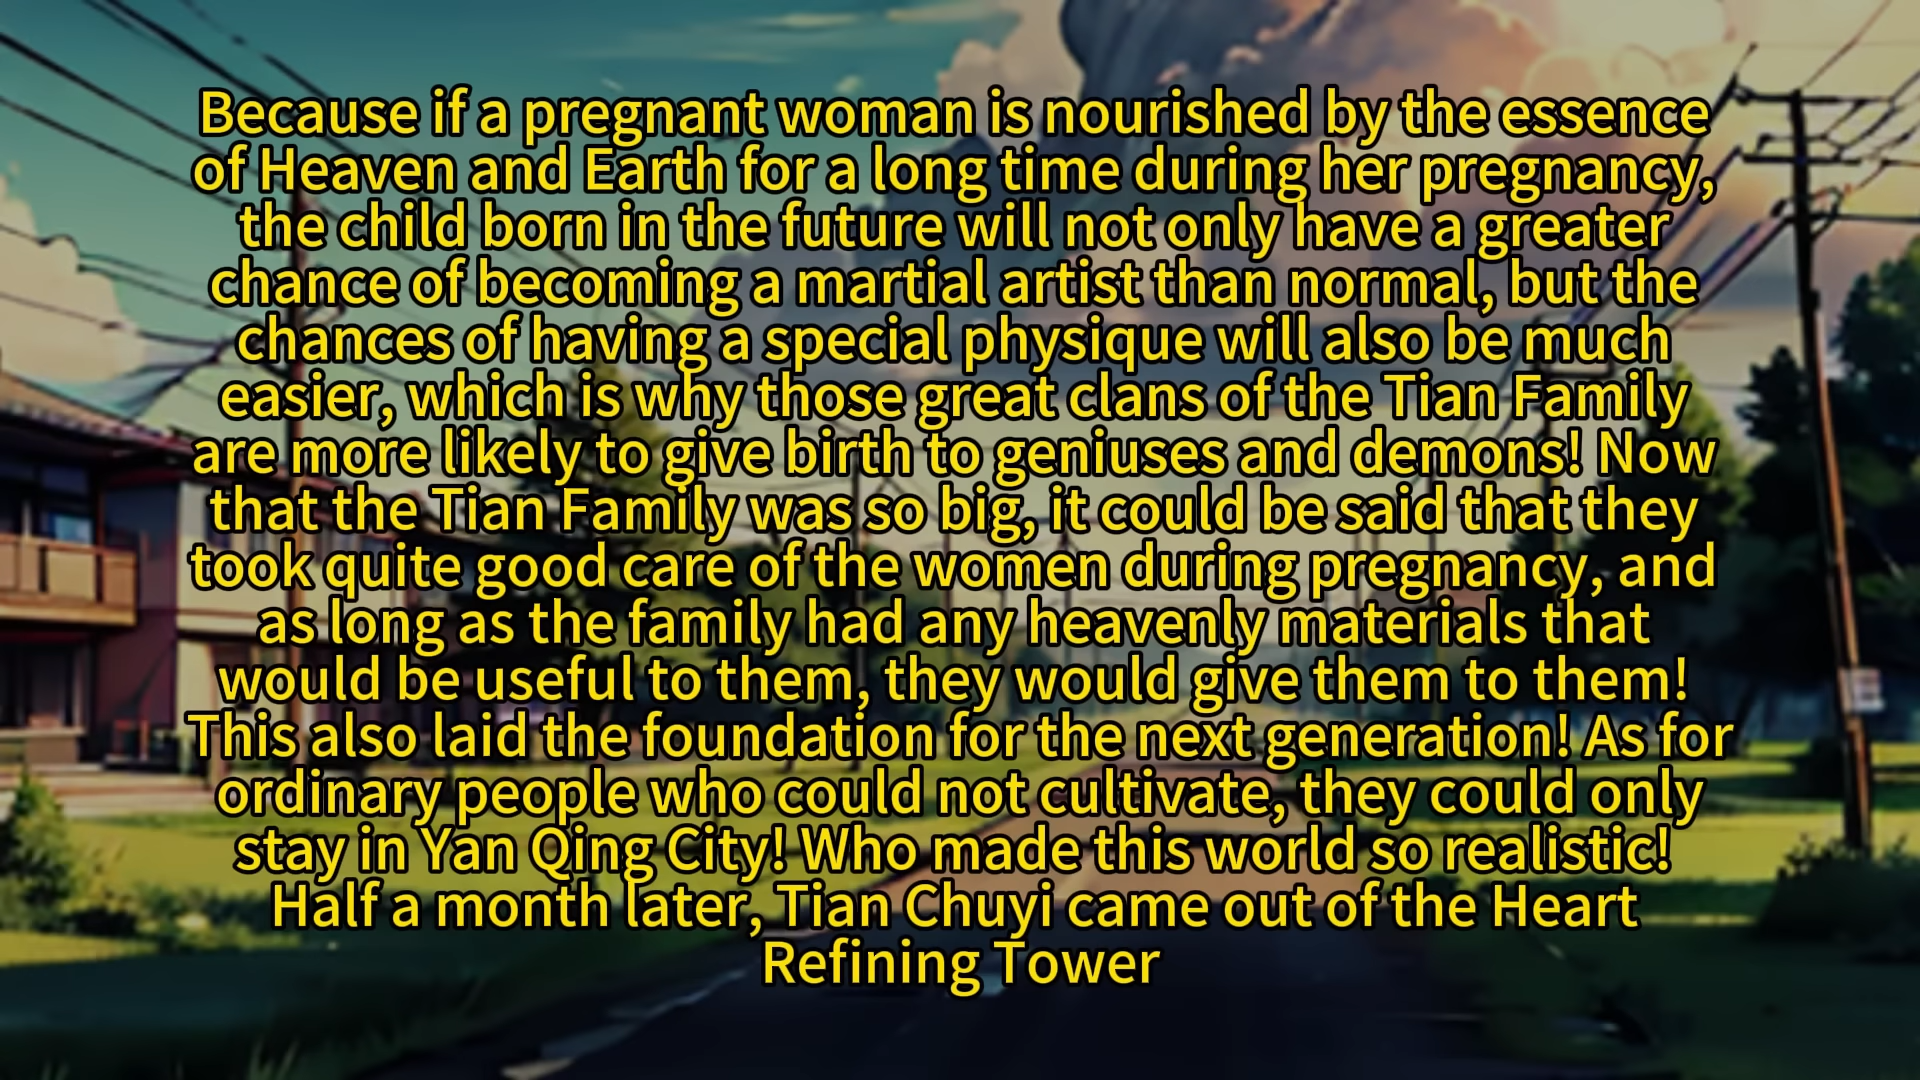 Because if a pregnant woman is nourished by the essence
of Heaven and Earth for a long time during her pregnancy,
the child born in the future will not only have a greater
chance of becoming a martial artist than normal, but the
chances of having a special physique will also be much
easier, which is why those great clans of the Tian Family
are more likely to give birth to geniuses and demons! Now
that the Tian Family was so big, it could be said that they
took quite good care of the women during pregnancy, and
as long as the family had any heavenly materials that
would be useful to them, they would give them to them!
This also laid the foundation for the next generation! As for
ordinary people who could not cultivate, they could only
stay in Yan Qing City! Who made this world so realistic!
Half a month later, Tian Chuyi came out of the Heart
Refining Tower